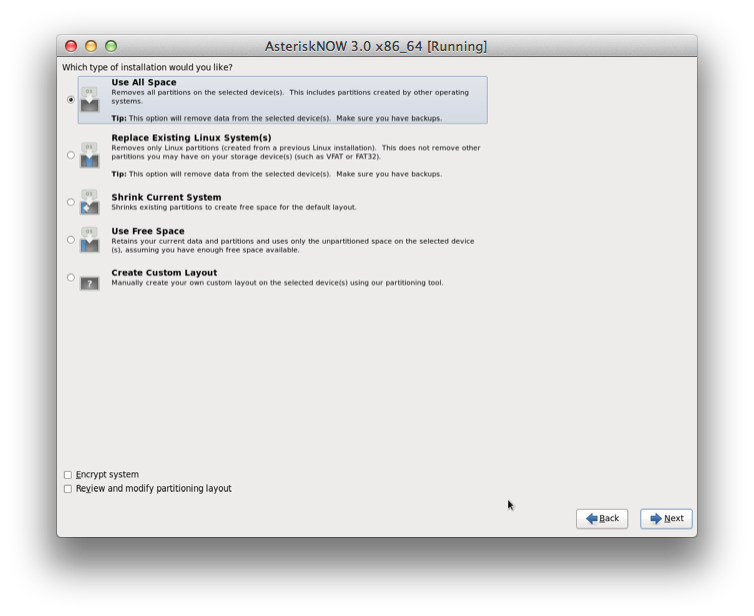 AsteriskNOW 3.0 x86_64 [Running]
Which type of installation would you like?
Use All Space
Removes all partitions on the selected device(s). This includes partitions created by other operating
systems.
Tip: This option will remove data from the selected device(s). Make sure you have backups.
Replace Existing Linux System(s)
Removes only Linux partitions (created from a previous Linux installation). This does not remove other
partitions you may have on your storage device(s) (such as VFAT or FAT32).
Tip: This option will remove data from the selected device(s). Make sure you have backups.
Shrink Current System
Shrinks existing partitions to create free space for the default layout.
Use Free Space
Retains your current data and partitions and uses only the unpartitioned space on the selected device
(s), assuming you have enough free space available.
?
Create Custom Layout
Manually create your own custom layout on the selected device(s) using our partitioning tool.
Encrypt system
Review and modify partitioning layout
Back
Next